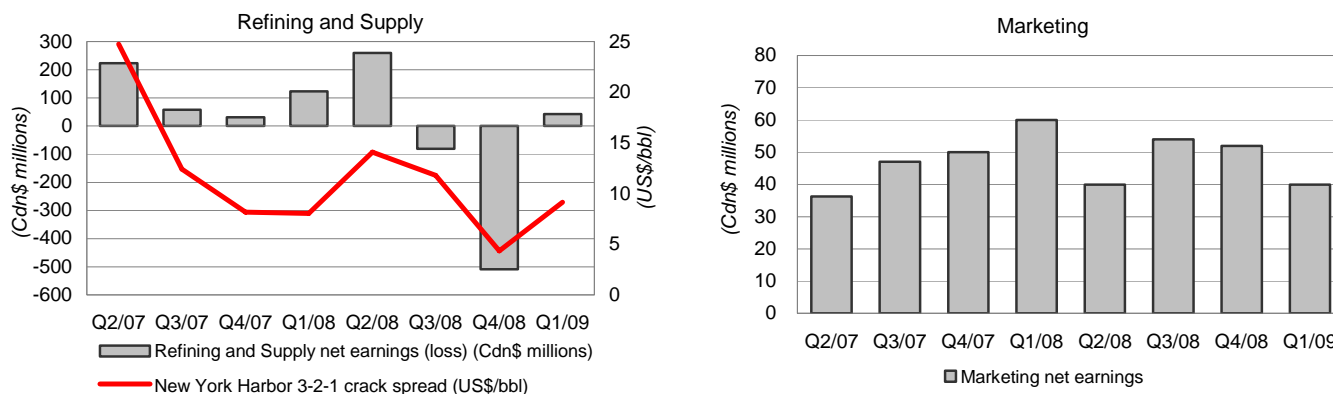 Refining and Supply
300
200
100
0
-100
-200
-300
-400
-500
-600
(Cdn$ millions)
25
20
15
10
5
0
(US$/bbl)
Q2/07 Q3/07 Q4/07 Q1/08 Q2/08 Q3/08 Q4/08 Q1/09
Refining and Supply net earnings (loss) (Cdn$ millions)
New York Harbor 3-2-1 crack spread (US$/bbl)
Marketing
80
70
60
50
40
30
20
10
0
(Cdn$ millions)
Q2/07 Q3/07 Q4/07 Q1/08 Q2/08 Q3/08 Q4/08 Q1/09
Marketing net earnings